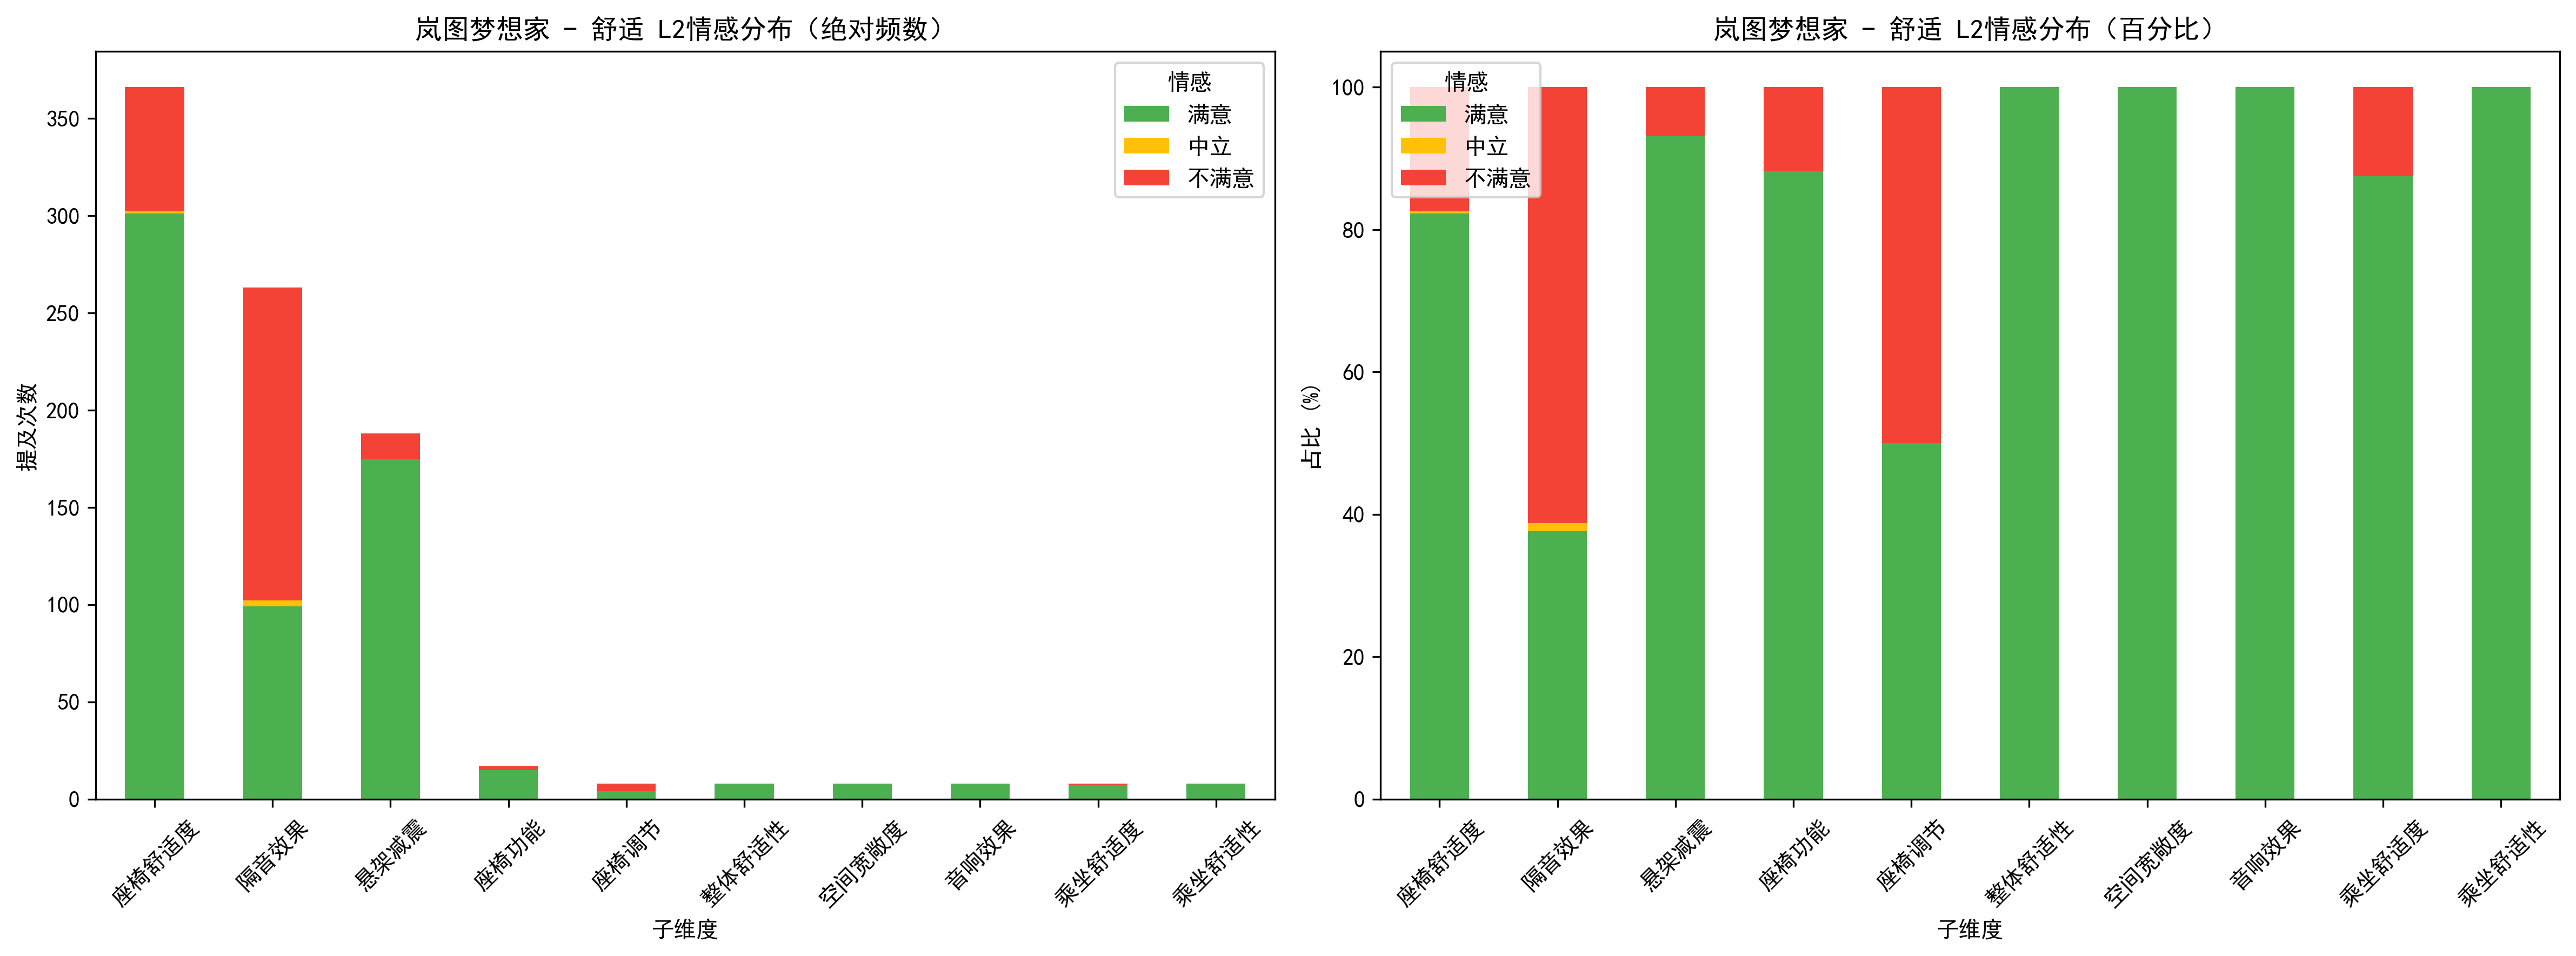 岚图梦想家 - 舒适 L2情感分布（绝对频数）
提及次数
350
300
250
200
150
100
50
0
情感
满意
中立
不满意
座椅舒适度
隔音效果
悬架减震
座椅功能
座椅调节
整体舒适性
空间宽敞度
音响效果
乘坐舒适度
乘坐舒适性
子维度
岚图梦想家 - 舒适 L2情感分布（百分比）
占比 (%)
100
80
60
40
20
0
情感
满意
中立
不满意
座椅舒适度
隔音效果
悬架减震
座椅功能
座椅调节
整体舒适性
空间宽敞度
音响效果
乘坐舒适度
乘坐舒适性
子维度